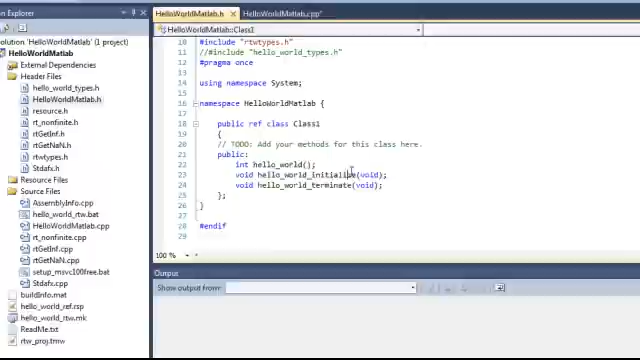 n Explorer
HelloWorldMatlab.h
HelloWorldMatlab.cpp*
HelloWorldMatlab::Class1
Solution 'HelloWorldMatlab' (1 project)
HelloWorldMatlab
External Dependencies
Header Files
hello_world_types.h
HelloWorldMatlab.h
resource.h
rt_nonfinite.h
rtGetInf.h
rtGetNaN.h
rtwtypes.h
Stdafx.h
Resource Files
Source Files
AssemblyInfo.cpp
hello_world_rtw.bat
HelloWorldMatlab.cpp
rt_nonfinite.cpp
rtGetInf.cpp
rtGetNaN.cpp
setup_msvc100free.bat
Stdafx.cpp
buildInfo.mat
hello_world_ref.rsp
hello_world_rtw.mk
ReadMe.txt
rtw_proj.tmw
10 #include "rtwtypes.h"
11 //#include "hello_world_types.h"
12 #pragma once
13
14 using namespace System;
15
16 namespace HelloWorldMatlab {
17
18 public ref class Class1
19 {
20 // TODO: Add your methods for this class here.
21 public:
22 int hello_world();
23 void hello_world_initialize(void);
24 void hello_world_terminate(void);
25 };
26 }
27
28 #endif
29
100 %
Output
Show output from: